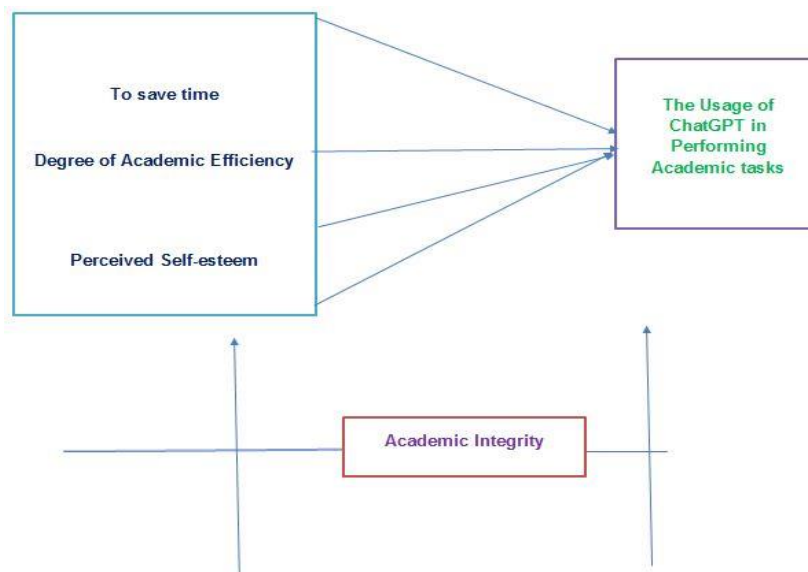 To save time
Degree of Academic Efficiency
Perceived Self-esteem
The Usage of
ChatGPT in
Performing
Academic tasks
Academic Integrity